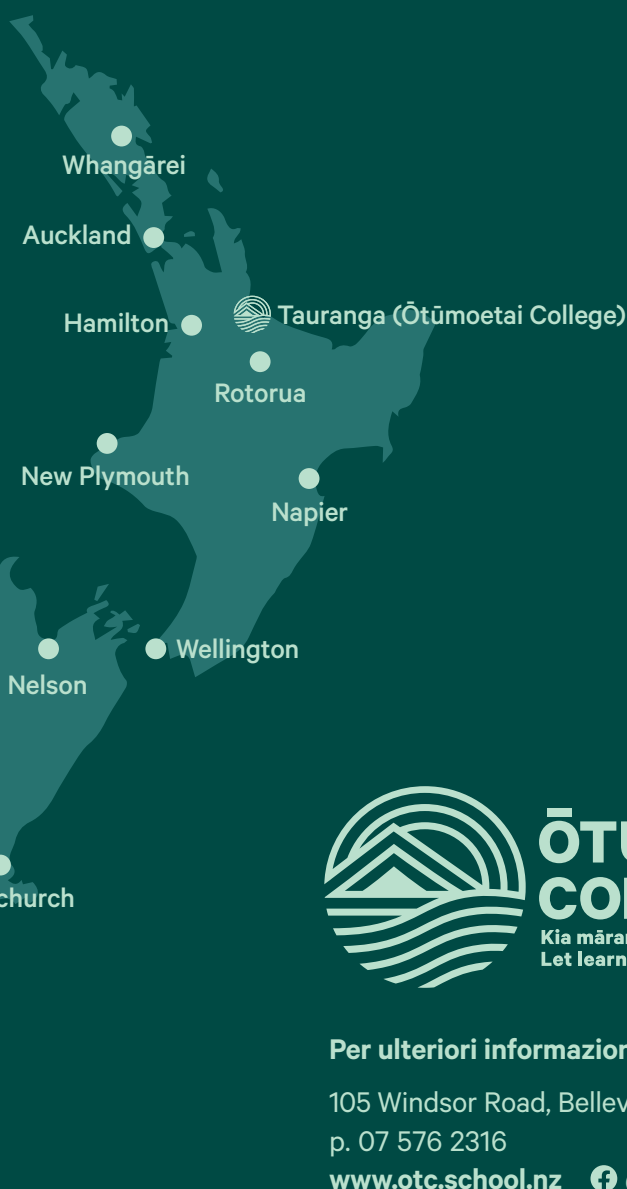 Whangārei
Auckland
Tauranga (Ōtūmoetai College)
Hamilton
Rotorua
New Plymouth
Napier
Wellington
Nelson
church
ŌTU
COL
Kia māra
Let learn
Per ulteriori informazion
105 Windsor Road, Bellev
p. 07 576 2316
www.otc.school.nz